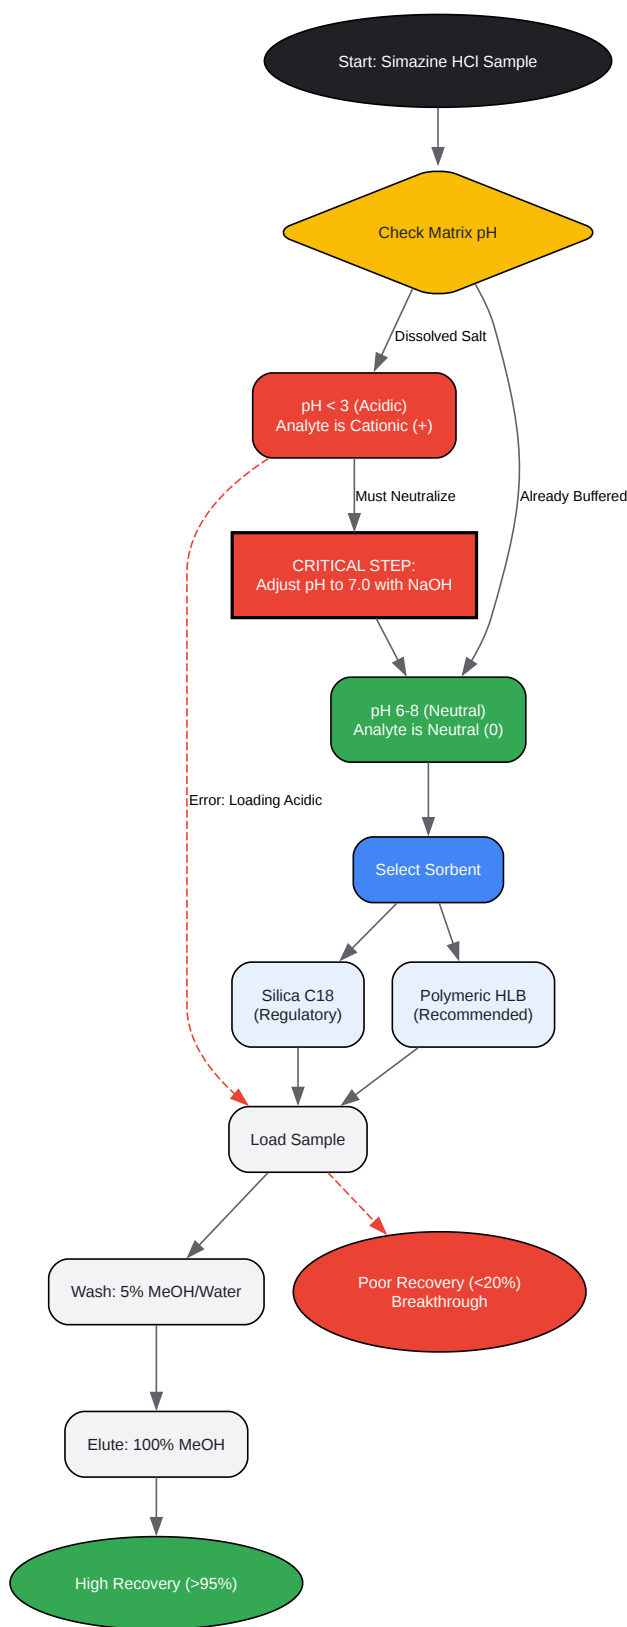 Start: Simazine HCl Sample
Check Matrix pH
Dissolved Salt
pH < 3 (Acidic)
Analyte is Cationic (+)
Must Neutralize
Already Buffered
CRITICAL STEP:
Adjust pH to 7.0 with NaOH
pH 6-8 (Neutral)
Analyte is Neutral (0)
Error: Loading Acidic
Select Sorbent
Silica C18
(Regulatory)
Polymeric HLB
(Recommended)
Load Sample
Wash: 5% MeOH/Water
Poor Recovery (<20%)
Breakthrough
Elute: 100% MeOH
High Recovery (>95%)